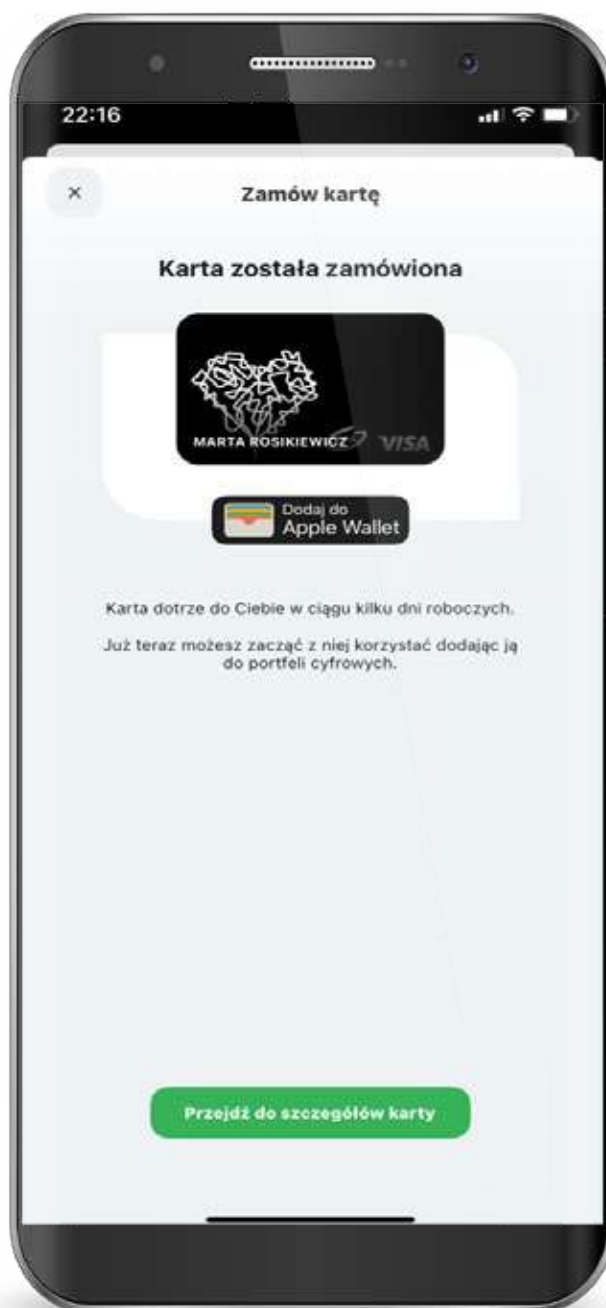 22:16
Zamów kartę
Karta została zamówiona
MARTA ROSIKIEWICZ VISA
Dodaj do
Apple Wallet
Karta dotrze do Ciebie w ciągu kilku dni roboczych.
Już teraz możesz zacząć z niej korzystać dodając ją
do portfeli cyfrowych.
Przejdź do szczegółów karty